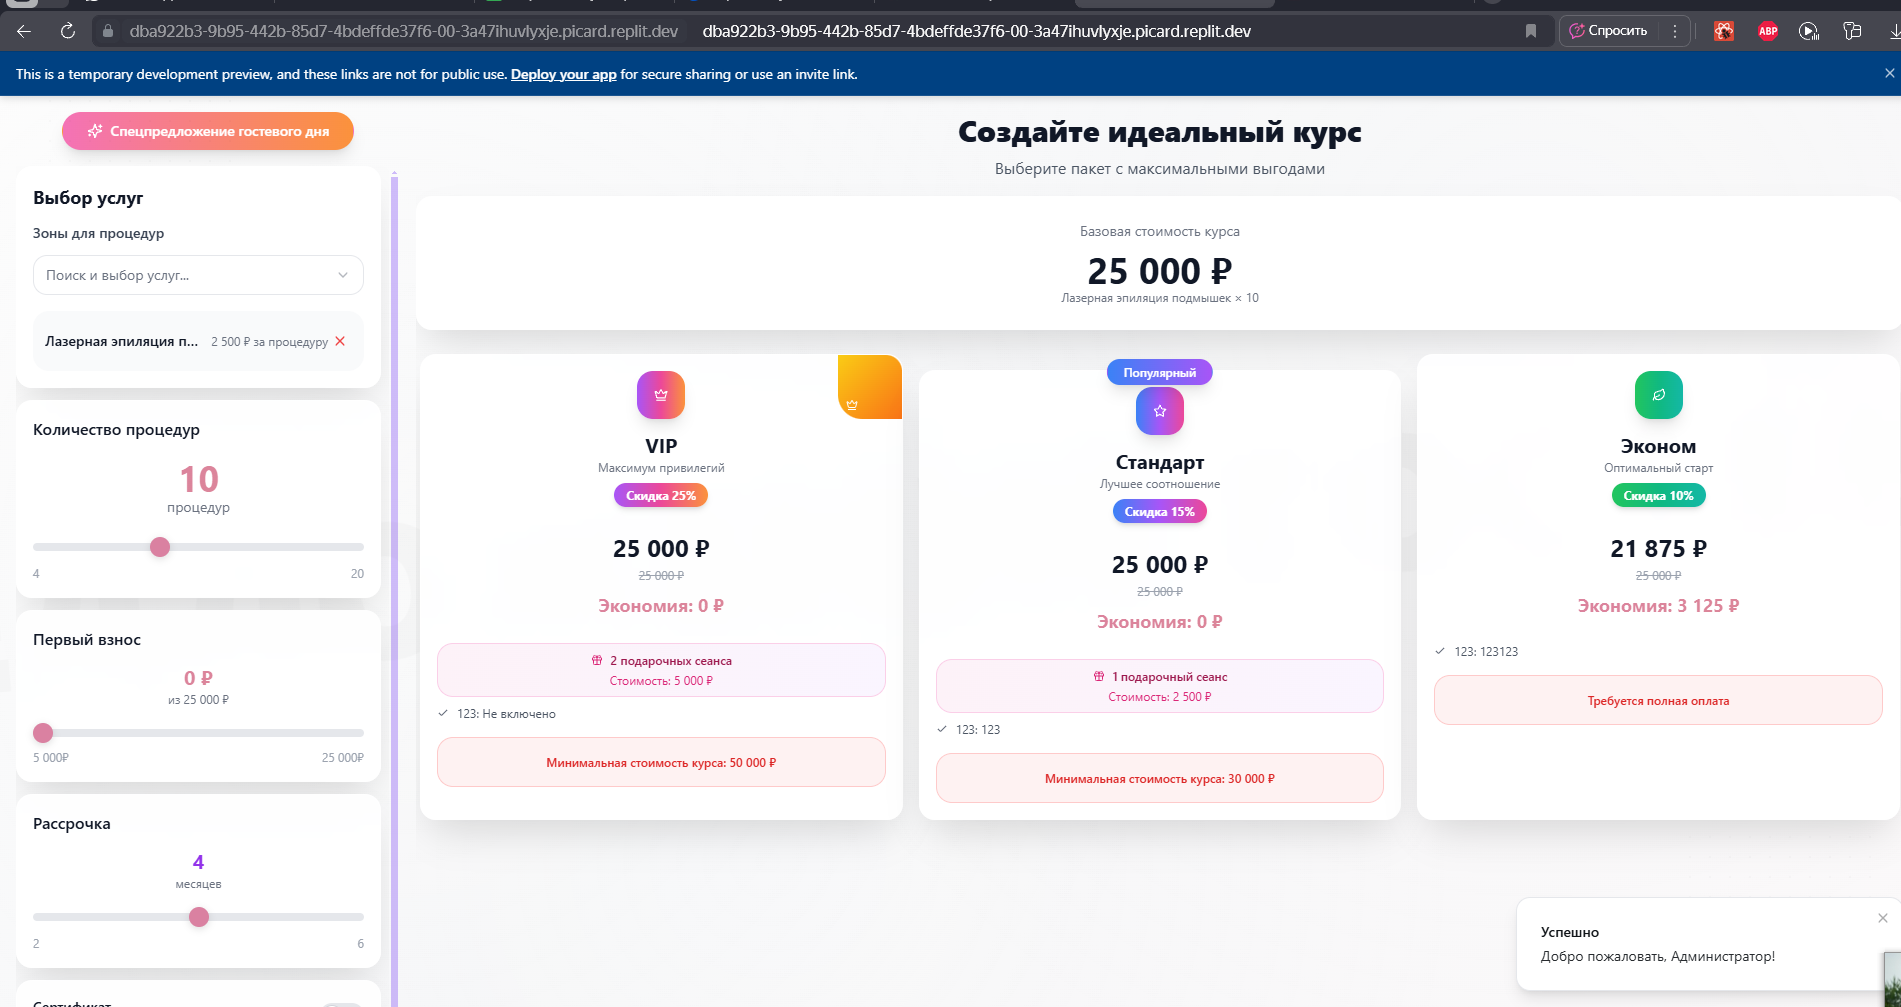 dba922b3-9b95-442b-85d7-4bdeffde37f6-00-3a47ihuvlyxje.picard.replit.dev
dba922b3-9b95-442b-85d7-4bdeffde37f6-00-3a47ihuvlyxje.picard.replit.dev
Спросить
ABP
This is a temporary development preview, and these links are not for public use. Deploy your app for secure sharing or use an invite link.
Спецпредложение гостевого дня
Выбор услуг
Зоны для процедур
Поиск и выбор услуг...
Лазерная эпиляция п... 2 500 ₽ за процедуру
Количество процедур
10
процедур
4 20
Первый взнос
0 ₽
из 25 000 ₽
5 000₽ 25 000₽
Рассрочка
4
месяцев
2 6
Сертификат
Создайте идеальный курс
Выберите пакет с максимальными выгодами
Базовая стоимость курса
25 000 ₽
Лазерная эпиляция подмышек × 10
VIP
Максимум привилегий
Скидка 25%
25 000 ₽
25 000 ₽
Экономия: 0 ₽
2 подарочных сеанса
Стоимость: 5 000 ₽
123: Не включено
Минимальная стоимость курса: 50 000 ₽
Популярный
Стандарт
Лучшее соотношение
Скидка 15%
25 000 ₽
25 000 ₽
Экономия: 0 ₽
1 подарочный сеанс
Стоимость: 2 500 ₽
123: 123
Минимальная стоимость курса: 30 000 ₽
Эконом
Оптимальный старт
Скидка 10%
21 875 ₽
25 000 ₽
Экономия: 3 125 ₽
123: 123123
Требуется полная оплата
Успешно
Добро пожаловать, Администратор!